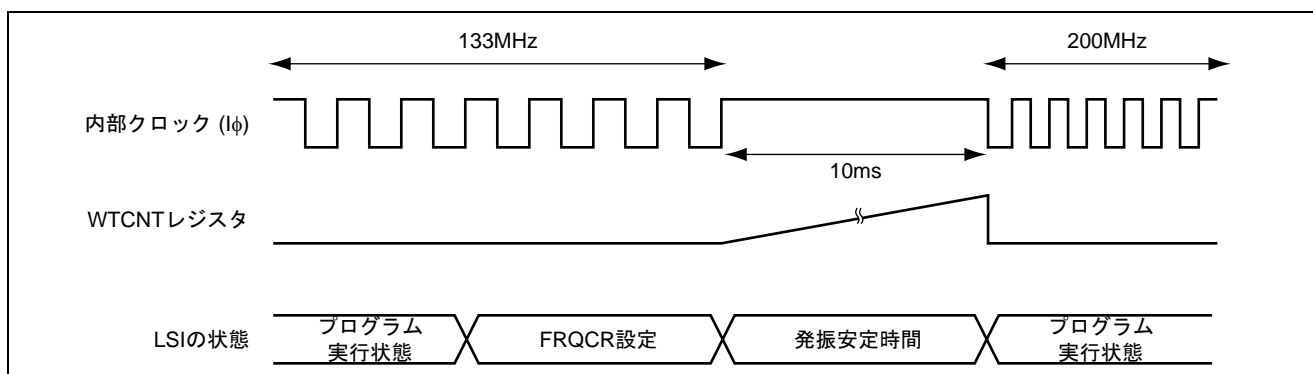 133MHz
200MHz
内部クロック (Iφ)
10ms
WTCNTレジスタ
LSIの状態
プログラム
実行状態
FRQCR設定
発振安定時間
プログラム
実行状態